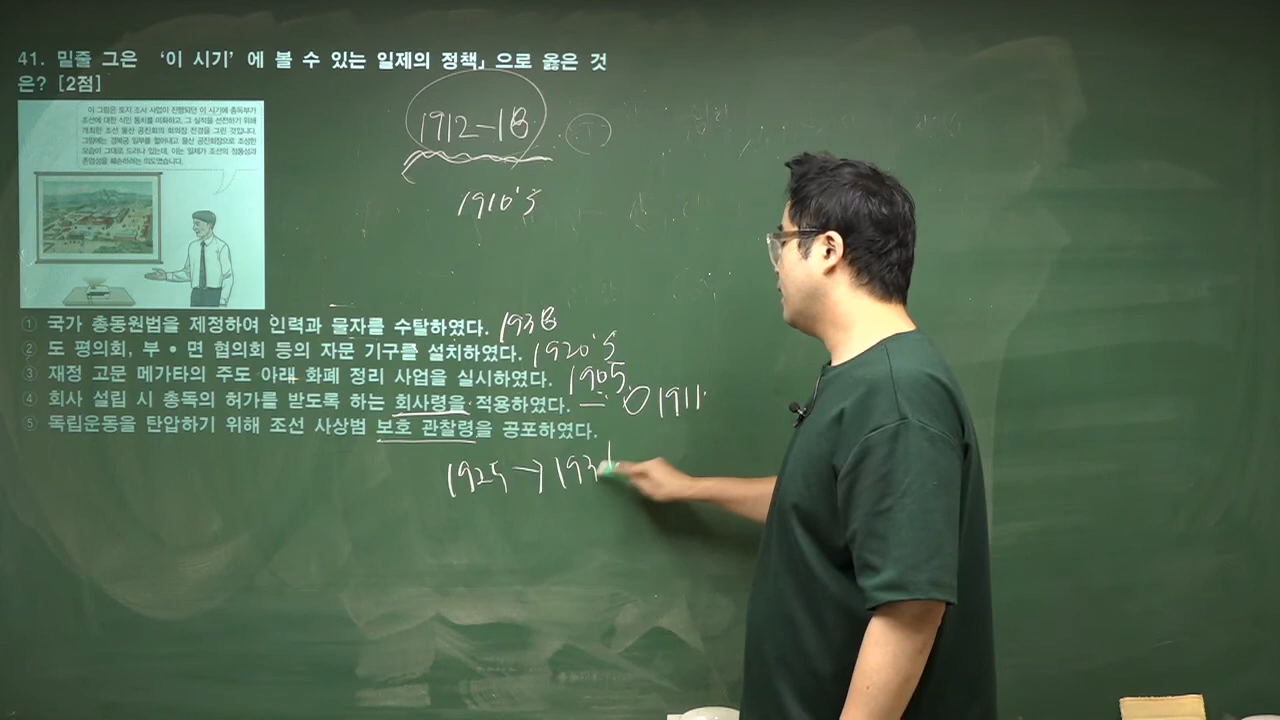 41. 밑줄 그은 '이 시기' 에 볼 수 있는 일제의 정책」으로 옳은 것
은? [2점]
이 그림은 토지 조사 사업이 진행되던 이 시기에 총독부가
조선에 대한 식민 통치를 미화하고, 그 실적을 선전하기 위해
개최한 조선 물산 공진회의 회의장 전경을 그린 것입니다.
그림에는 경복궁 일부를 헐어내고 물산 공진회장으로 조성한
모습이 그대로 드러나 있는데, 이는 일제가 조선의 정통성과
존엄성을 훼손하려는 의도였습니다.
1912-18
1910's
① 국가 총동원법을 제정하여 인력과 물자를 수탈하였다. 1938
② 도 평의회, 부•면 협의회 등의 자문 기구를 설치하였다. 1920's
③ 재정 고문 메가타의 주도 아래 화폐 정리 사업을 실시하였다. 1905
④ 회사 설립 시 총독의 허가를 받도록 하는 회사령을 적용하였다. 1911
⑤ 독립운동을 탄압하기 위해 조선 사상범 보호 관찰령을 공포하였다.
1925 → 193